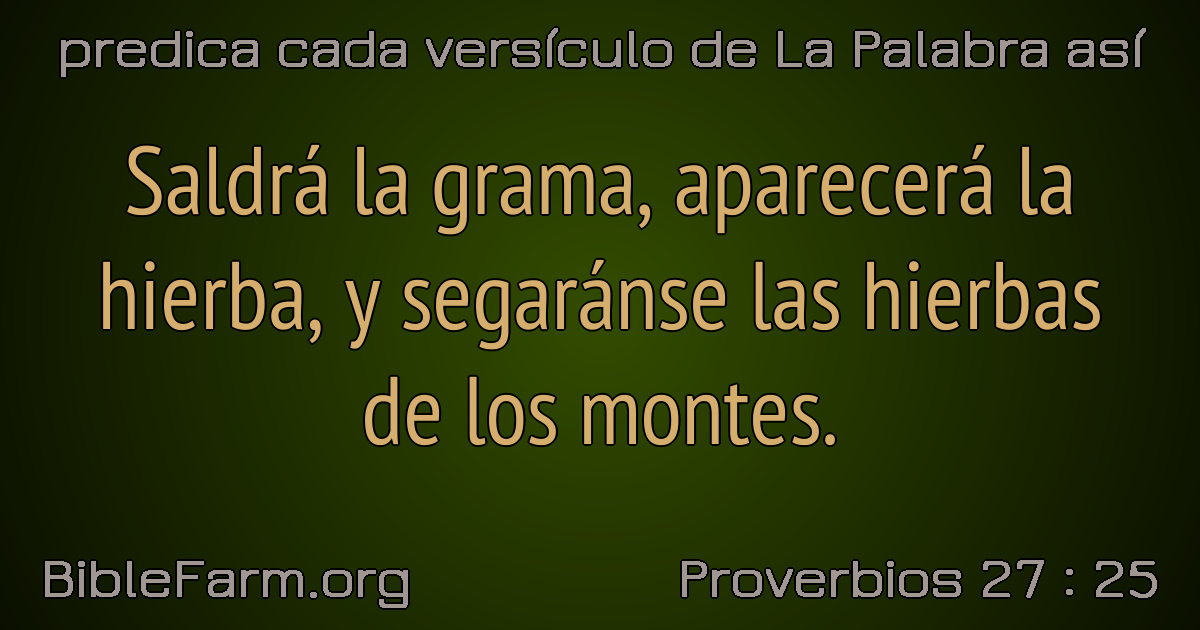 predica cada versículo de La Palabra así
Saldrá la grama, aparecerá la
hierba, y segaránse las hierbas
de los montes.
BibleFarm.org
Proverbios 27 : 25